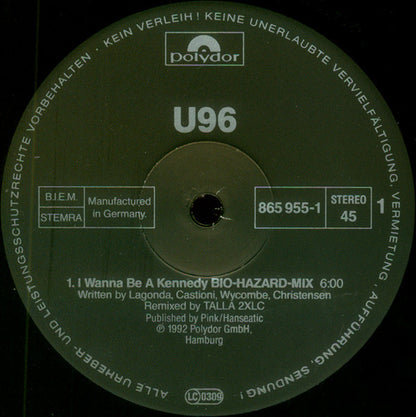 ALLE URHEBER- UND LEISTUNGSSCHUTZRECHTE VORBEHALTEN · KEIN VERLEIH! KEINE UNERLAUBTE VERVIELFÄLTIGUNG, VERMIETUNG, AUFFÜHRUNG, SENDUNG!
polydor
U96
B.I.E.M.
STEMRA
Manufactured
in Germany.
865 955-1
STEREO
45
1
1. I Wanna Be A Kennedy BIO-HAZARD-MIX 6:00
Written by Lagonda, Castioni, Wycombe, Christensen
Remixed by TALLA 2XLC
Published by Pink/Hanseatic
℗ 1992 Polydor GmbH,
Hamburg
LC 0309